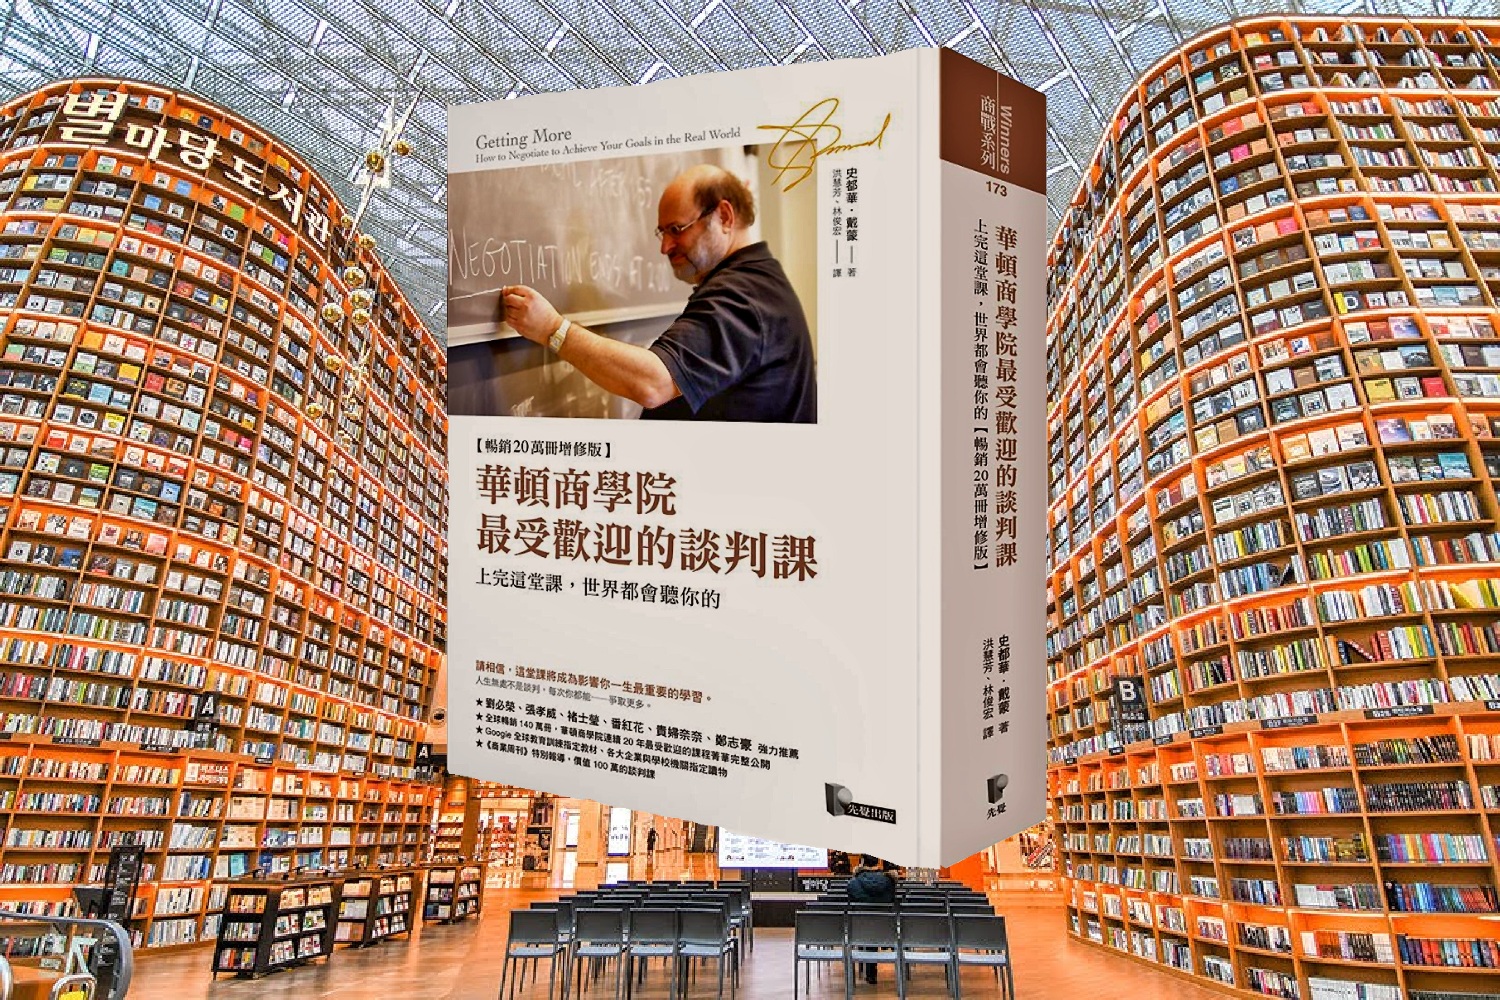 별마당도서관
Getting More
How to Negotiate to Achieve Your Goals in the Real World
NEGOTIATION
史都華・戴蒙——著
洪慧芳、林俊宏——譯
【暢銷20萬冊增修版】
華頓商學院
最受歡迎的談判課
上完這堂課，世界都會聽你的
請相信，這堂課將成為影響你一生最重要的學習。
人生無處不是談判，每次你都能——爭取更多。
★劉必榮、張孝威、褚士瑩、番紅花、貴婦奈奈、鄭志豪 強力推薦
★全球暢銷140萬冊，華頓商學院連續20年最受歡迎的課程菁華完整公開
★Google全球教育訓練指定教材、各大企業與學校機關指定讀物
★《商業周刊》特別報導，價值100萬的談判課
先覺出版
Winners
商戰系列
173
華頓商學院最受歡迎的談判課
上完這堂課，世界都會聽你的【暢銷20萬冊增修版】
史都華・戴蒙 著
洪慧芳、林俊宏 譯
先覺
A
A
B
별마당